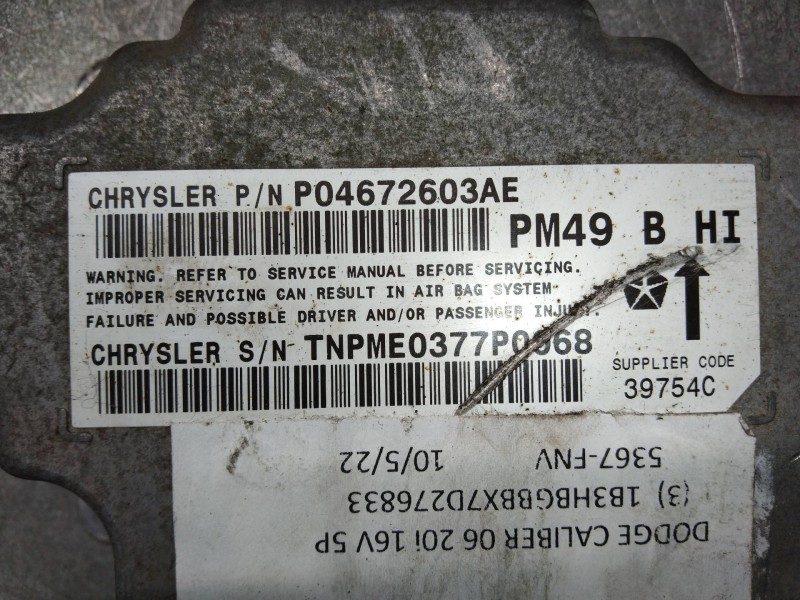 CHRYSLER P/N P04672603AE
PM49 B HI
WARNING. REFER TO SERVICE MANUAL BEFORE SERVICING.
IMPROPER SERVICING CAN RESULT IN AIR BAG SYSTEM
FAILURE AND POSSIBLE DRIVER AND/OR PASSENGER INJURY.
CHRYSLER S/N
SUPPLIER CODE
39754C
DODGE CALIBER 06 20i 16V 5P
(3) 1B3HBG8BX7D276833
5367-FNV 10/5/22